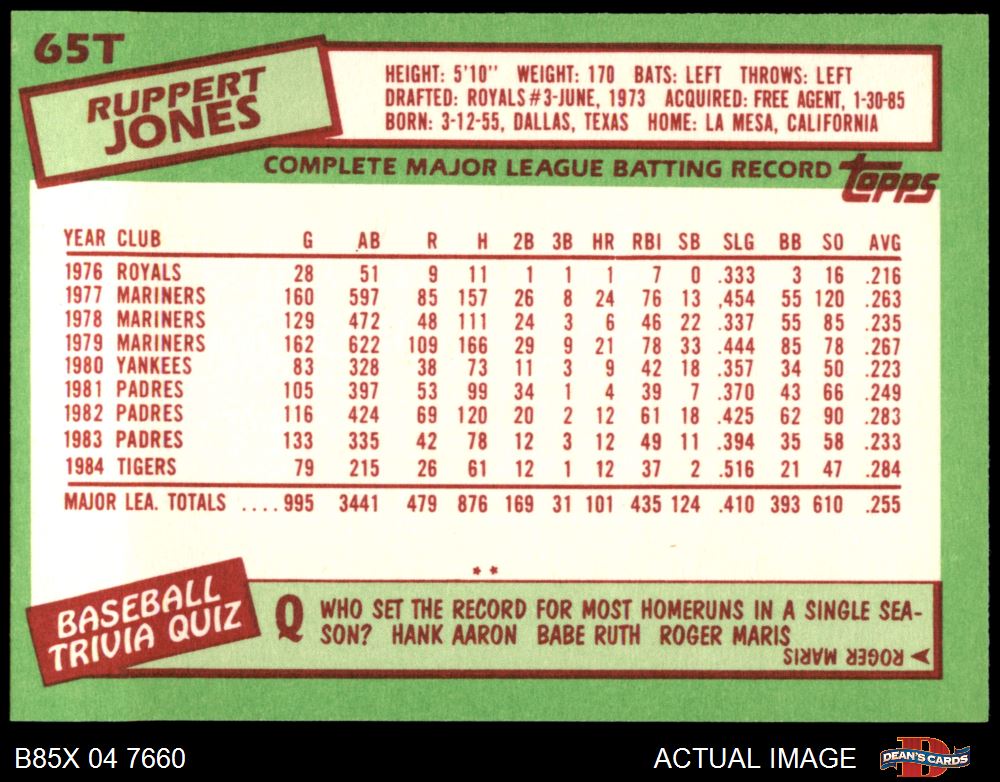 65T
RUPPERT
JONES
HEIGHT: 5'10" WEIGHT: 170 BATS: LEFT THROWS: LEFT
DRAFTED: ROYALS #3-JUNE, 1973 ACQUIRED: FREE AGENT, 1-30-85
BORN: 3-12-55, DALLAS, TEXAS HOME: LA MESA, CALIFORNIA
COMPLETE MAJOR LEAGUE BATTING RECORD topps
YEAR CLUB G AB R H 2B 3B HR RBI SB SLG BB SO AVG
1976 ROYALS 28 51 9 11 1 1 1 7 0 .333 3 16 .216
1977 MARINERS 160 597 85 157 26 8 24 76 13 ,454 55 120 .263
1978 MARINERS 129 472 48 111 24 3 6 46 22 .337 55 85 .235
1979 MARINERS 162 622 109 166 29 9 21 78 33 .444 85 78 .267
1980 YANKEES 83 328 38 73 11 3 9 42 18 .357 34 50 .223
1981 PADRES 105 397 53 99 34 1 4 39 7 .370 43 66 .249
1982 PADRES 116 424 69 120 20 2 12 61 18 .425 62 90 .283
1983 PADRES 133 335 42 78 12 3 12 49 11 .394 35 58 .233
1984 TIGERS 79 215 26 61 12 1 12 37 2 .516 21 47 .284
MAJOR LEA. TOTALS ....995 3441 479 876 169 31 101 435 124 .410 393 610 .255
**
BASEBALL
TRIVIA QUIZ
Q WHO SET THE RECORD FOR MOST HOMERUNS IN A SINGLE SEA-
SON? HANK AARON BABE RUTH ROGER MARIS
ROGER MARIS
B85X 04 7660 ACTUAL IMAGE DEAN'S CARDS